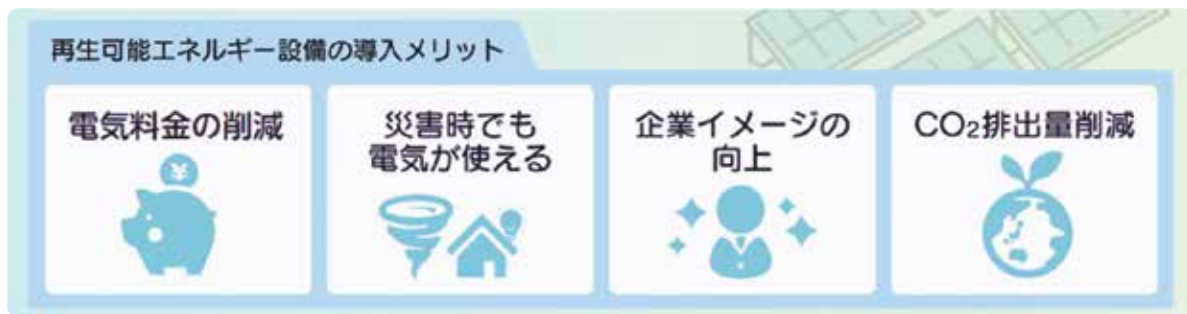 再生可能エネルギー設備の導入メリット
電気料金の削減
¥
災害時でも
電気が使える
企業イメージの
向上
CO₂排出量削減